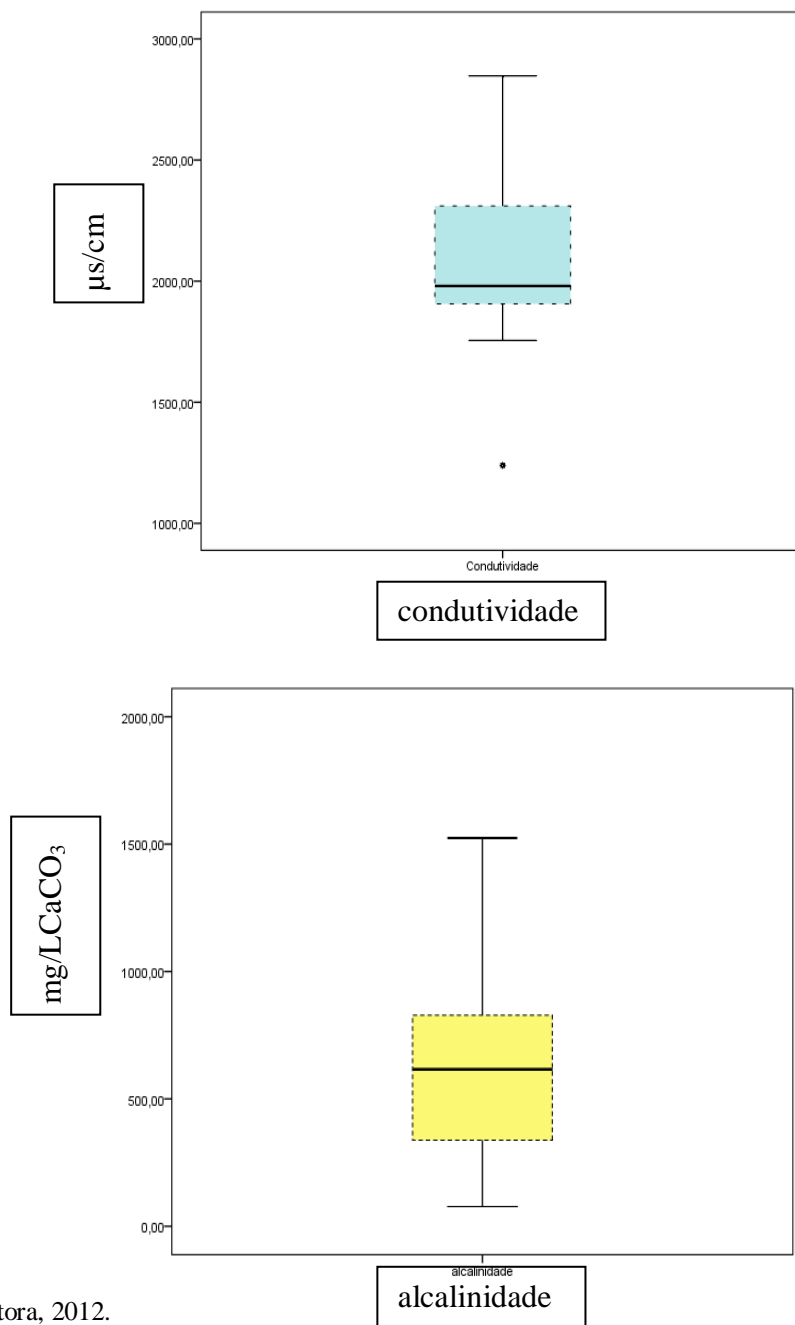 3000,00
2500,00
2000,00
1500,00
1000,00
µs/cm
Condutividade
condutividade
2000,00
1500,00
1000,00
500,00
0,00
mg/LCaCO₃
alcalinidade
alcalinidade
tora, 2012.